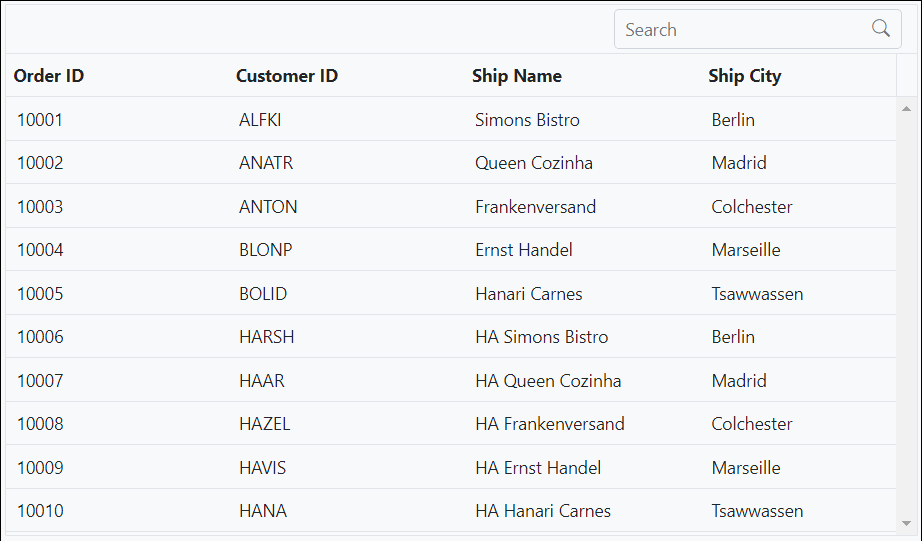 Search
Order ID Customer ID Ship Name Ship City
10001 ALFKI Simons Bistro Berlin
10002 ANATR Queen Cozinha Madrid
10003 ANTON Frankenversand Colchester
10004 BLONP Ernst Handel Marseille
10005 BOLID Hanari Carnes Tsawwassen
10006 HARSH HA Simons Bistro Berlin
10007 HAAR HA Queen Cozinha Madrid
10008 HAZEL HA Frankenversand Colchester
10009 HAVIS HA Ernst Handel Marseille
10010 HANA HA Hanari Carnes Tsawwassen